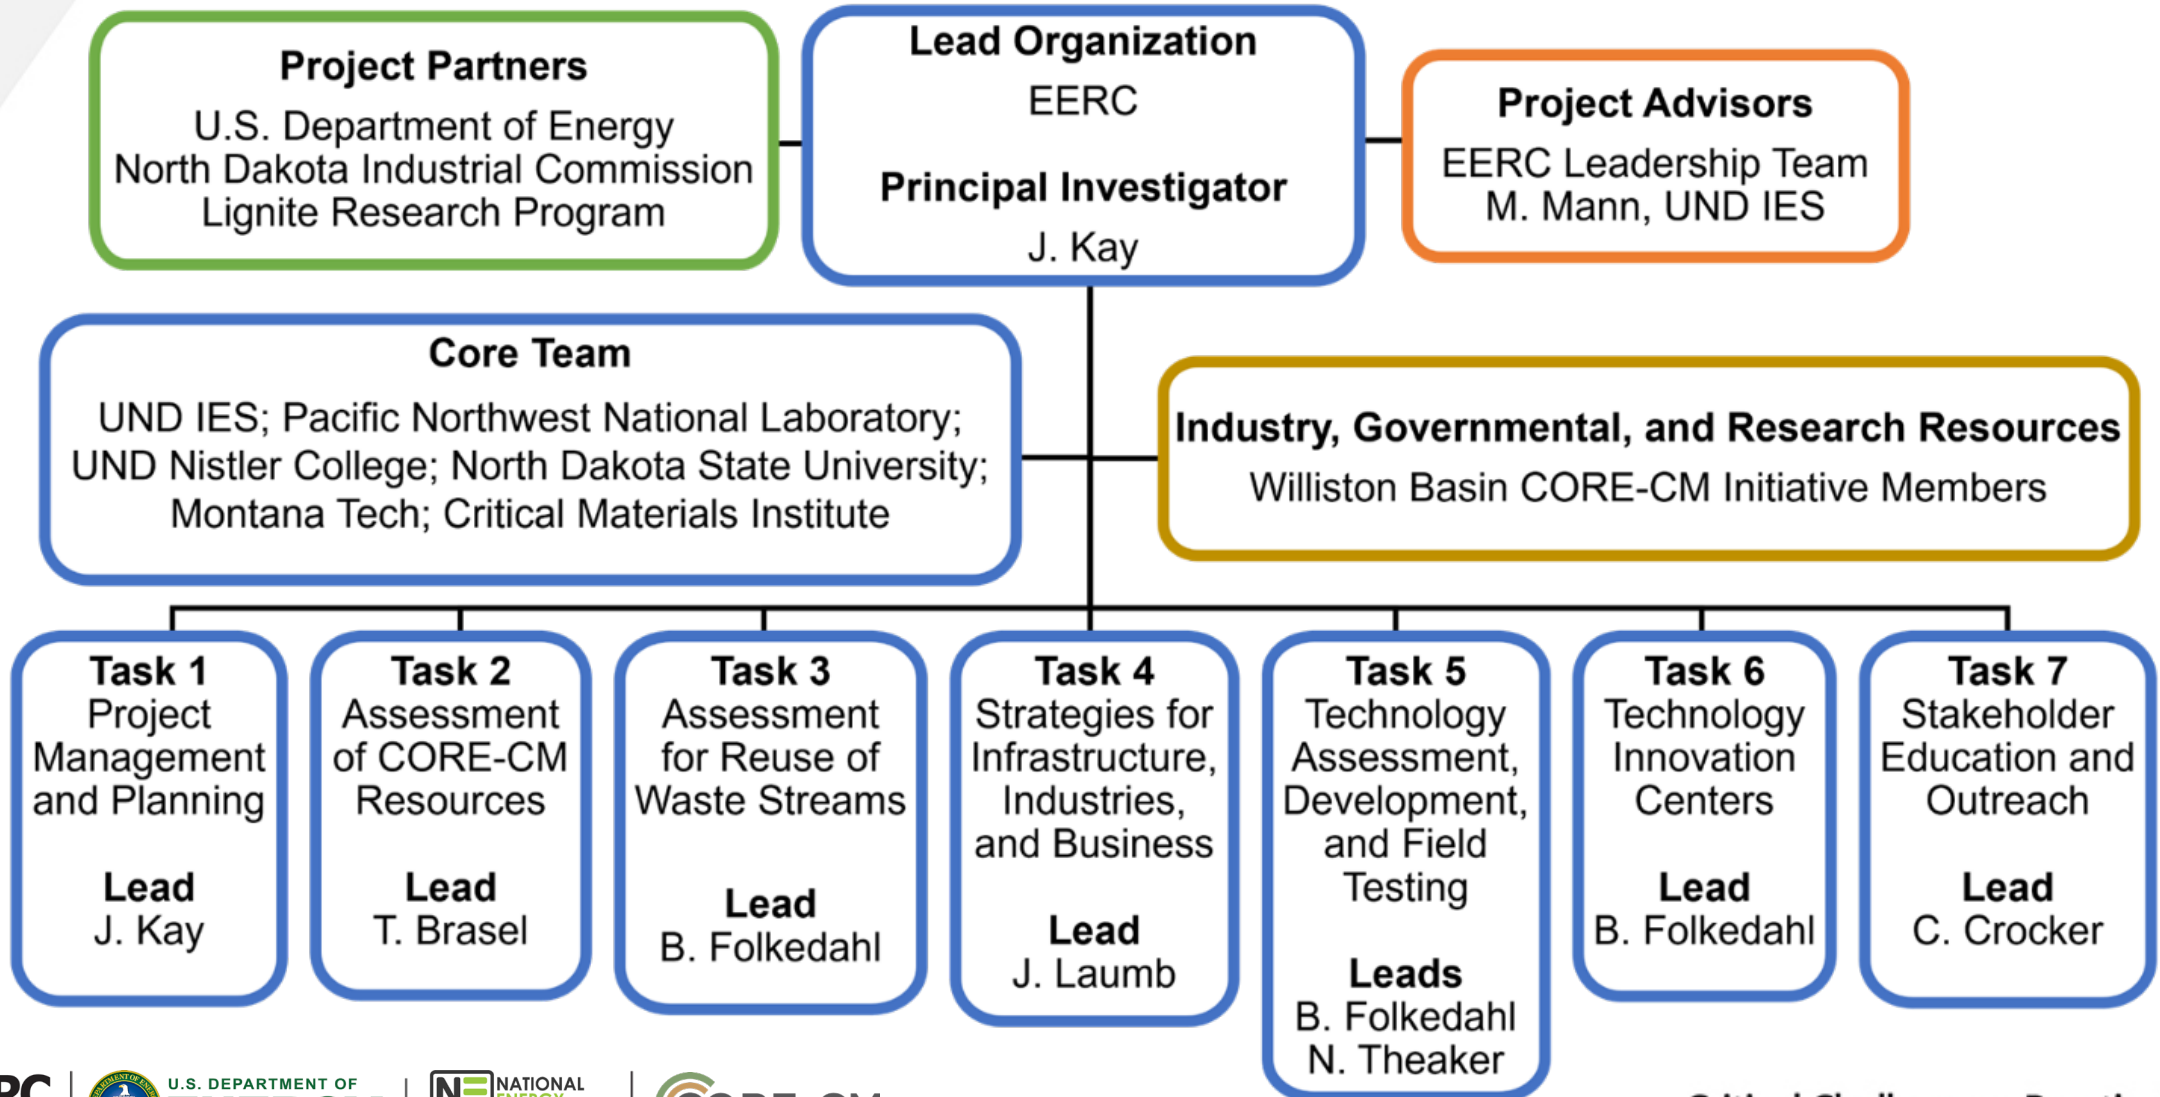 Project Partners
U.S. Department of Energy
North Dakota Industrial Commission
Lignite Research Program
Lead Organization
EERC
Principal Investigator
J. Kay
Project Advisors
EERC Leadership Team
M. Mann, UND IES
Core Team
UND IES; Pacific Northwest National Laboratory;
UND Nistler College; North Dakota State University;
Montana Tech; Critical Materials Institute
Industry, Governmental, and Research Resources
Williston Basin CORE-CM Initiative Members
Task 1
Project
Management
and Planning
Lead
J. Kay
Task 2
Assessment
of CORE-CM
Resources
Lead
T. Brasel
Task 3
Assessment
for Reuse of
Waste Streams
Lead
B. Folkedahl
Task 4
Strategies for
Infrastructure,
Industries,
and Business
Lead
J. Laumb
Task 5
Technology
Assessment,
Development,
and Field
Testing
Leads
B. Folkedahl
N. Theaker
Task 6
Technology
Innovation
Centers
Lead
B. Folkedahl
Task 7
Stakeholder
Education and
Outreach
Lead
C. Crocker
U.S. DEPARTMENT OF
NATIONAL